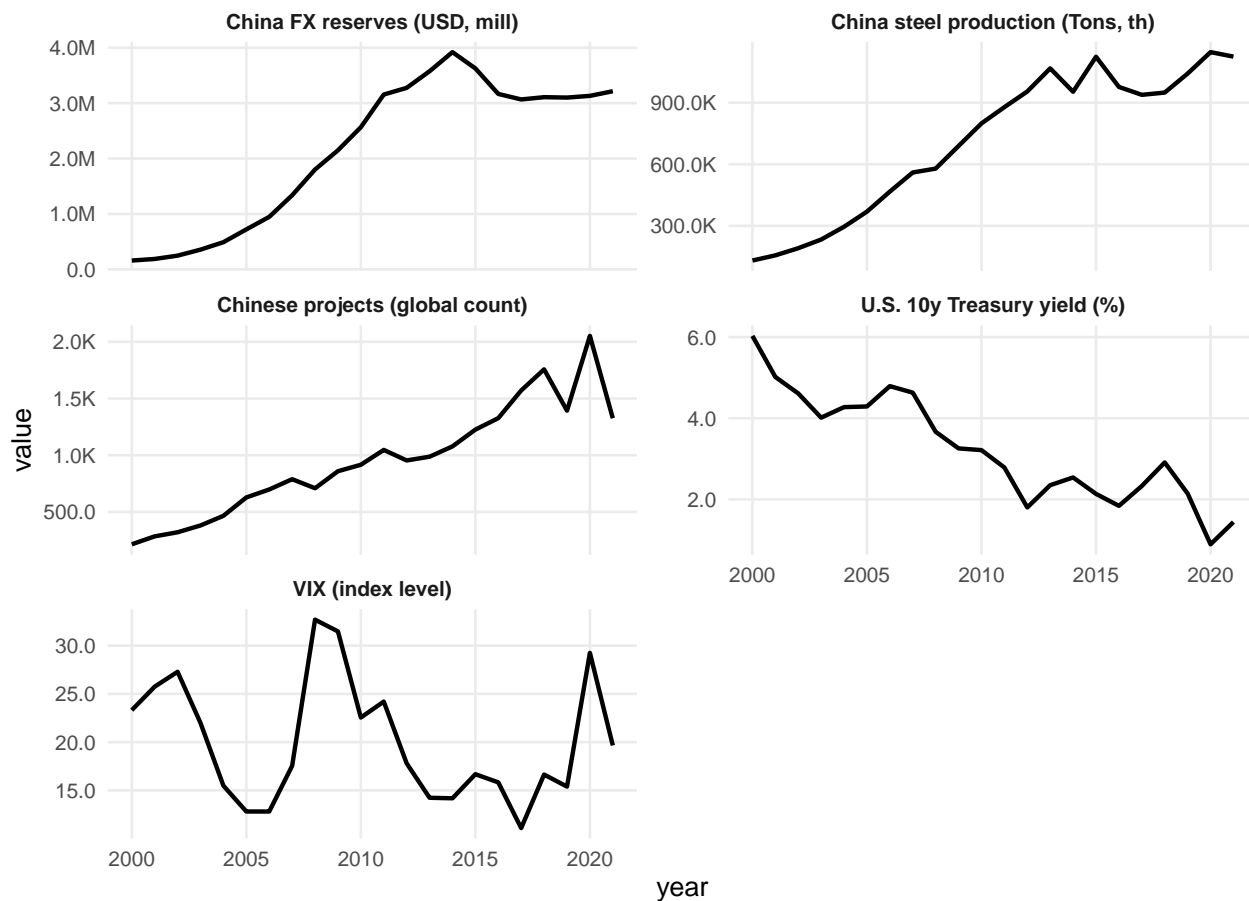 China FX reserves (USD, mill)
4.0M
3.0M
2.0M
1.0M
0.0
China steel production (Tons, th)
900.0K
600.0K
300.0K
Chinese projects (global count)
2.0K
1.5K
1.0K
500.0
U.S. 10y Treasury yield (%)
6.0
4.0
2.0
2000 2005 2010 2015 2020
VIX (index level)
30.0
25.0
20.0
15.0
2000 2005 2010 2015 2020
value
year